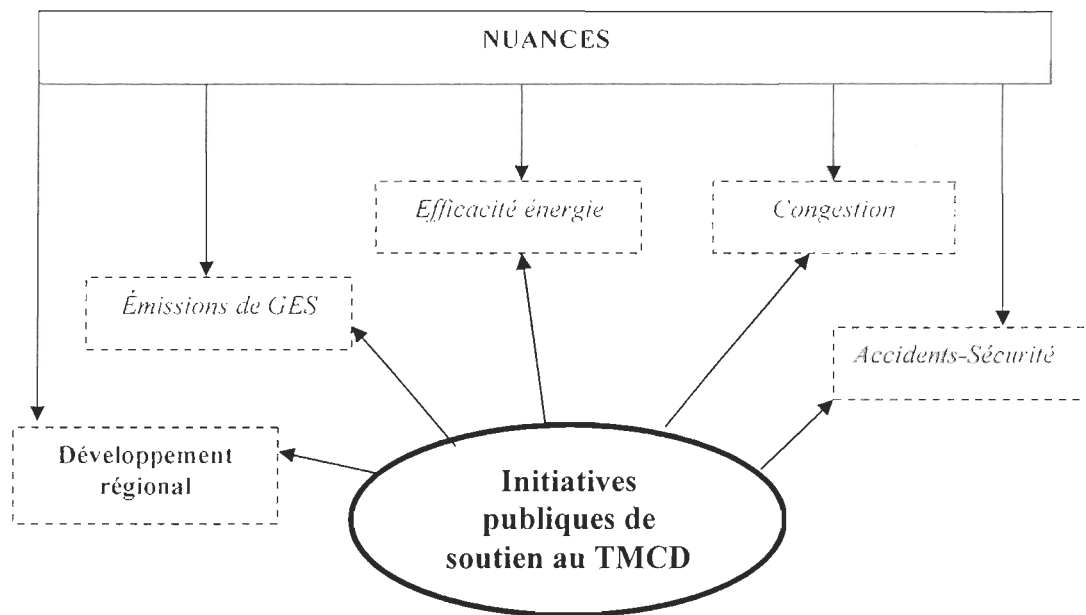 NUANCES
Efficacité énergie
Congestion
Émissions de GES
Accidents-Sécurité
Développement
régional
Initiatives
publiques de
soutien au TMCD